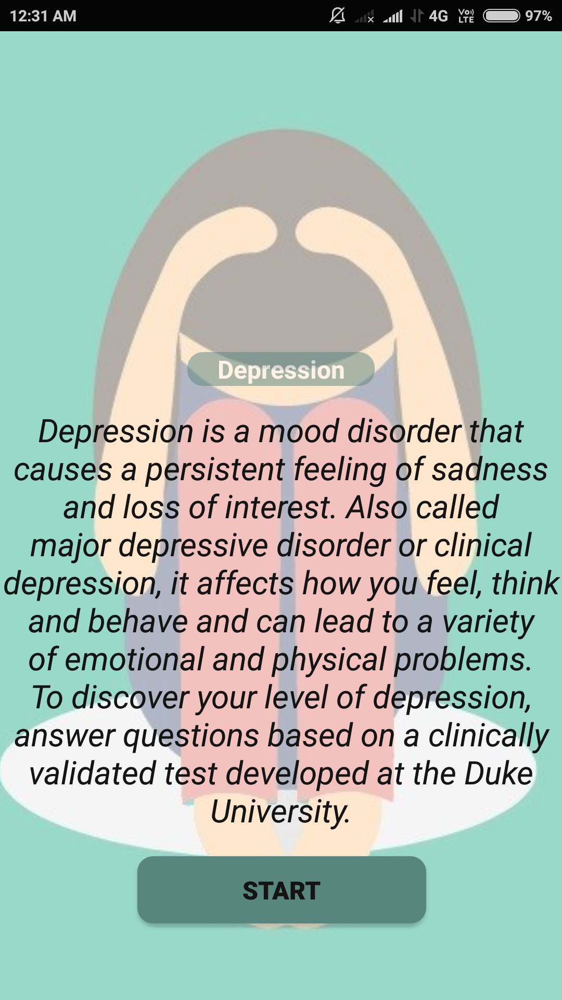 12:31 AM 4G Vo LTE 97%
Depression
Depression is a mood disorder that
causes a persistent feeling of sadness
and loss of interest. Also called
major depressive disorder or clinical
depression, it affects how you feel, think
and behave and can lead to a variety
of emotional and physical problems.
To discover your level of depression,
answer questions based on a clinically
validated test developed at the Duke
University.
START